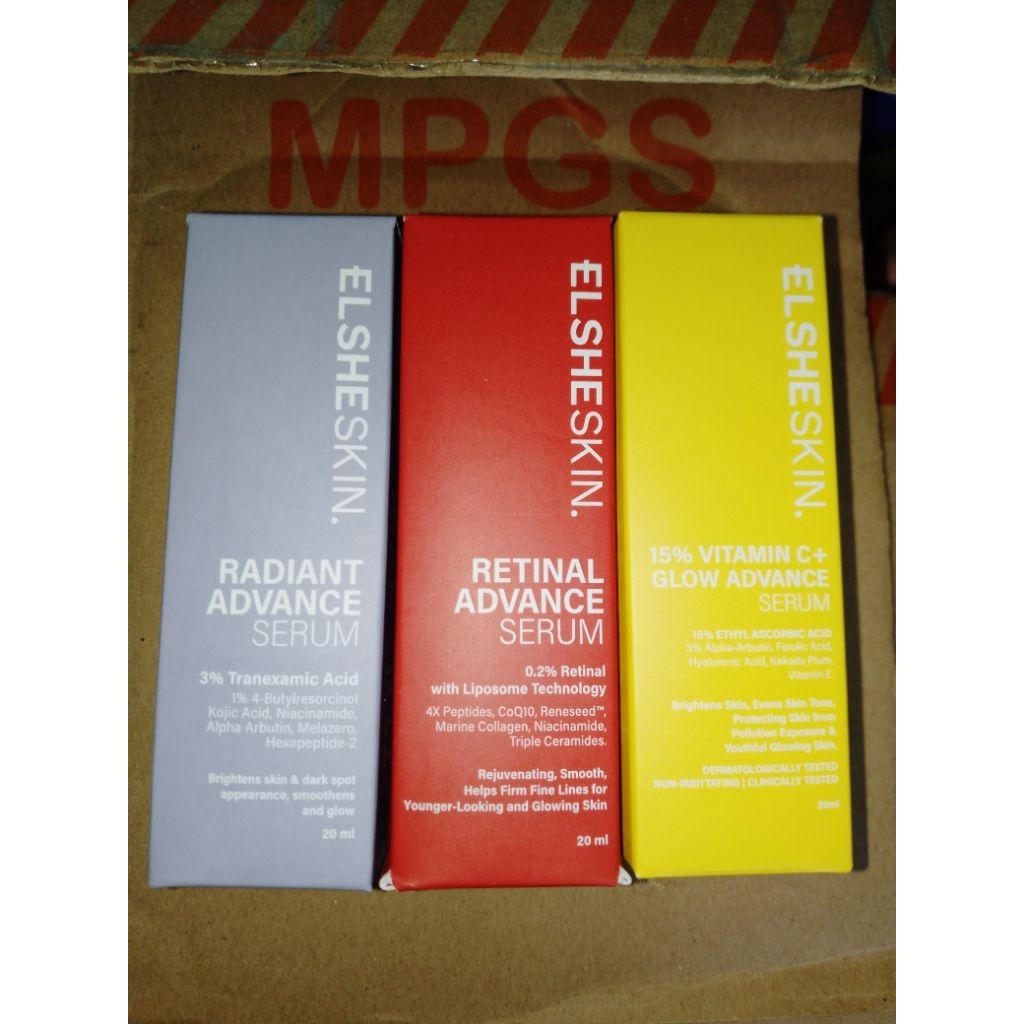 MPGS
ELSHESKIN.
RADIANT
ADVANCE
SERUM
3% Tranexamic Acid
1% 4-Butylresorcinol
Kojic Acid, Niacinamide,
Alpha Arbutin, Melazero,
Hexapeptide-2
Brightens skin & dark spot
appearance, smoothens
and glow
20 ml
ELSHESKIN.
RETINAL
ADVANCE
SERUM
0.2% Retinal
with Liposome Technology
4X Peptides, CoQ10, Reneseed™,
Marine Collagen, Niacinamide,
Triple Ceramides.
Rejuvenating, Smooth,
Helps Firm Fine Lines for
Younger-Looking and Glowing Skin
20 ml
ELSHESKIN.
15% VITAMIN C+
GLOW ADVANCE
SERUM
15% ETHYL ASCORBIC ACID
3% Alpha-Arbutin, Ferulic Acid,
Hyaluronic Acid, Kakadu Plum,
Vitamin E.
Brightens Skin, Evens Skin Tone,
Protecting Skin from
Pollution Exposure &
Youthful Glowing Skin.
DERMATOLOGICALLY TESTED
NON-IRRITTATING | CLINICALLY TESTED
20ml